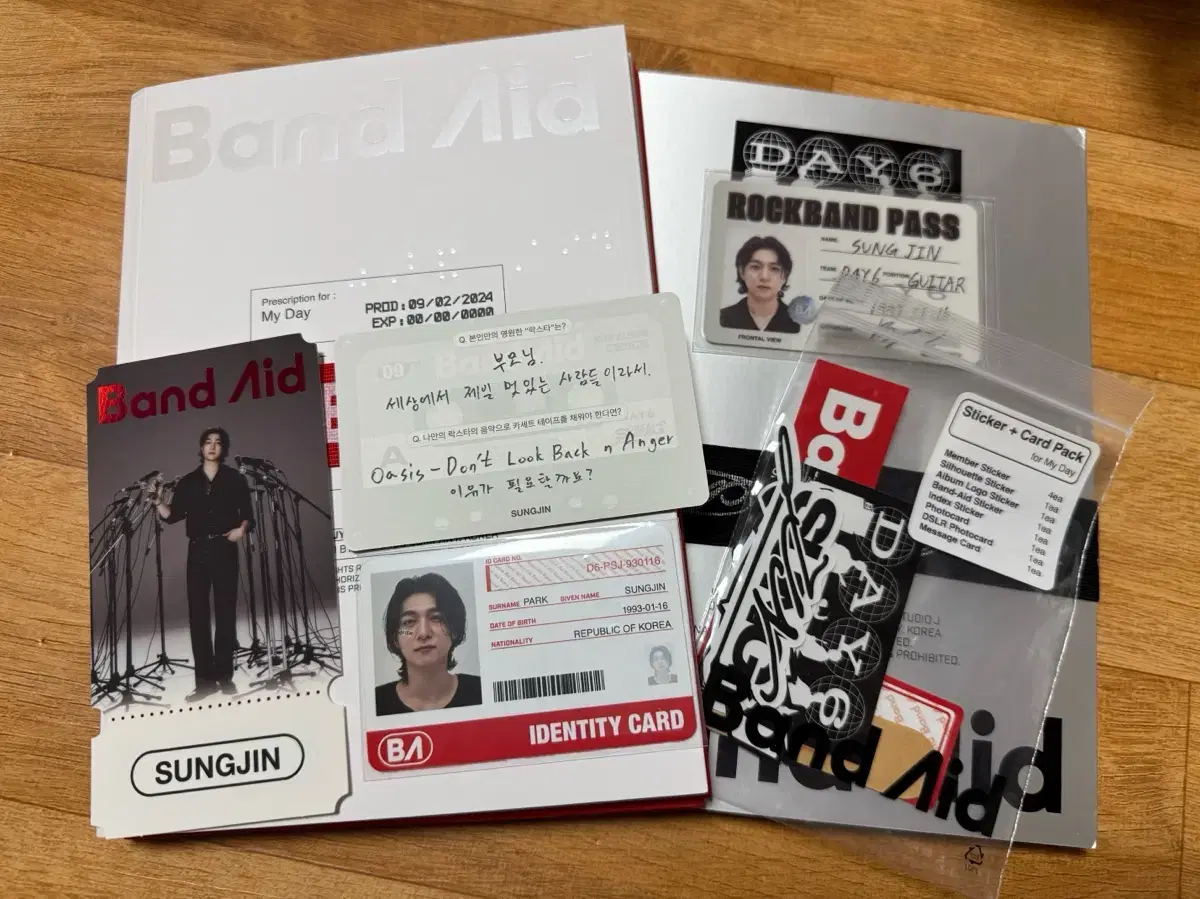 Band Aid
Prescription for :
My Day
PROD:09/02/2024
EXP:00/00/0000
DAY6
ROCKBAND PASS
NAME: SUNG JIN
TEAM: DAY6 POSITION: GUITAR
FRONTAL VIEW
Band Aid
SUNGJIN
Q. 본인만의 영원한 "락스타"는?
부모님.
세상에서 제일 멋있는 사람들이라서.
Q. 나만의 락스타의 음악으로 카세트 테이프를 채워야 한다면?
Oasis - Don't Look Back n Anger
이유가 필요할까요?
SUNGJIN
ID CARD NO.
D6-PSJ-930116
SURNAME PARK GIVEN NAME SUNGJIN
DATE OF BIRTH 1993-01-16
NATIONALITY REPUBLIC OF KOREA
BA IDENTITY CARD
Sticker + Card Pack
for My Day
Member Sticker 4ea
Silhouette Sticker 1ea
Album Logo Sticker 1ea
Band-Aid Sticker 1ea
Index Sticker 1ea
Photocard 1ea
DSLR Photocard 1ea
Message Card 1ea
DAY6
Band Aid
STUDIO J
KOREA
PROHIBITED.